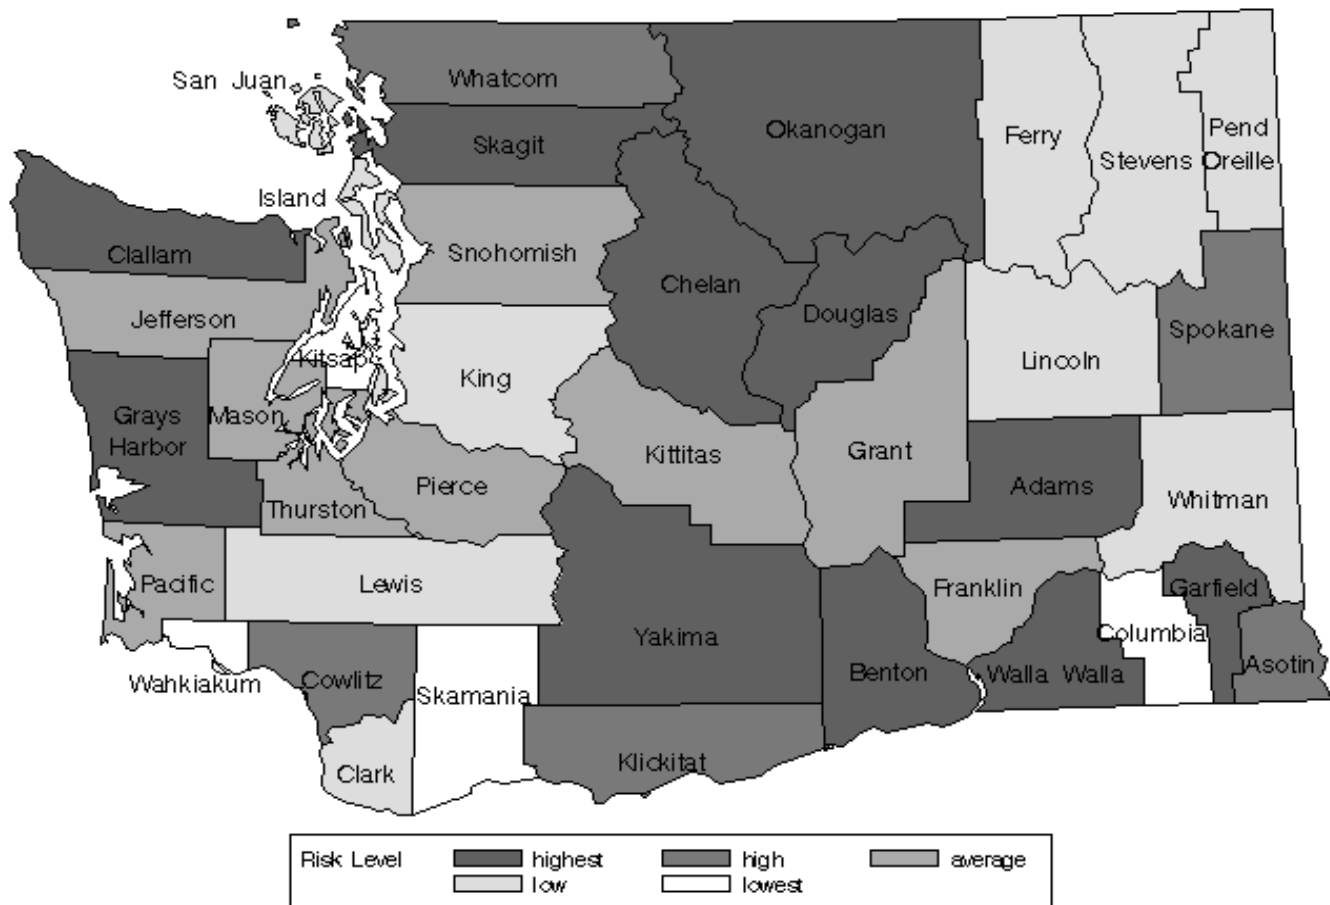 Whatcom
San Juan
Okanogan
Pend
Oreille
Ferry
Skagit
Stevens
Island
Clallam
Snohomish
Chelan
Douglas
Jefferson
Spokane
Kitsap
Lincoln
King
Grays
Harbor
Mason
Kittitas
Grant
Pierce
Adams
Whitman
Thurston
Pacific
Lewis
Franklin
Garfield
Yakima
Columbia
Wahkiakum
Cowlitz
Skamania
Benton
Walla Walla
Asotin
Clark
Klickitat
Risk Level highest high average
low lowest